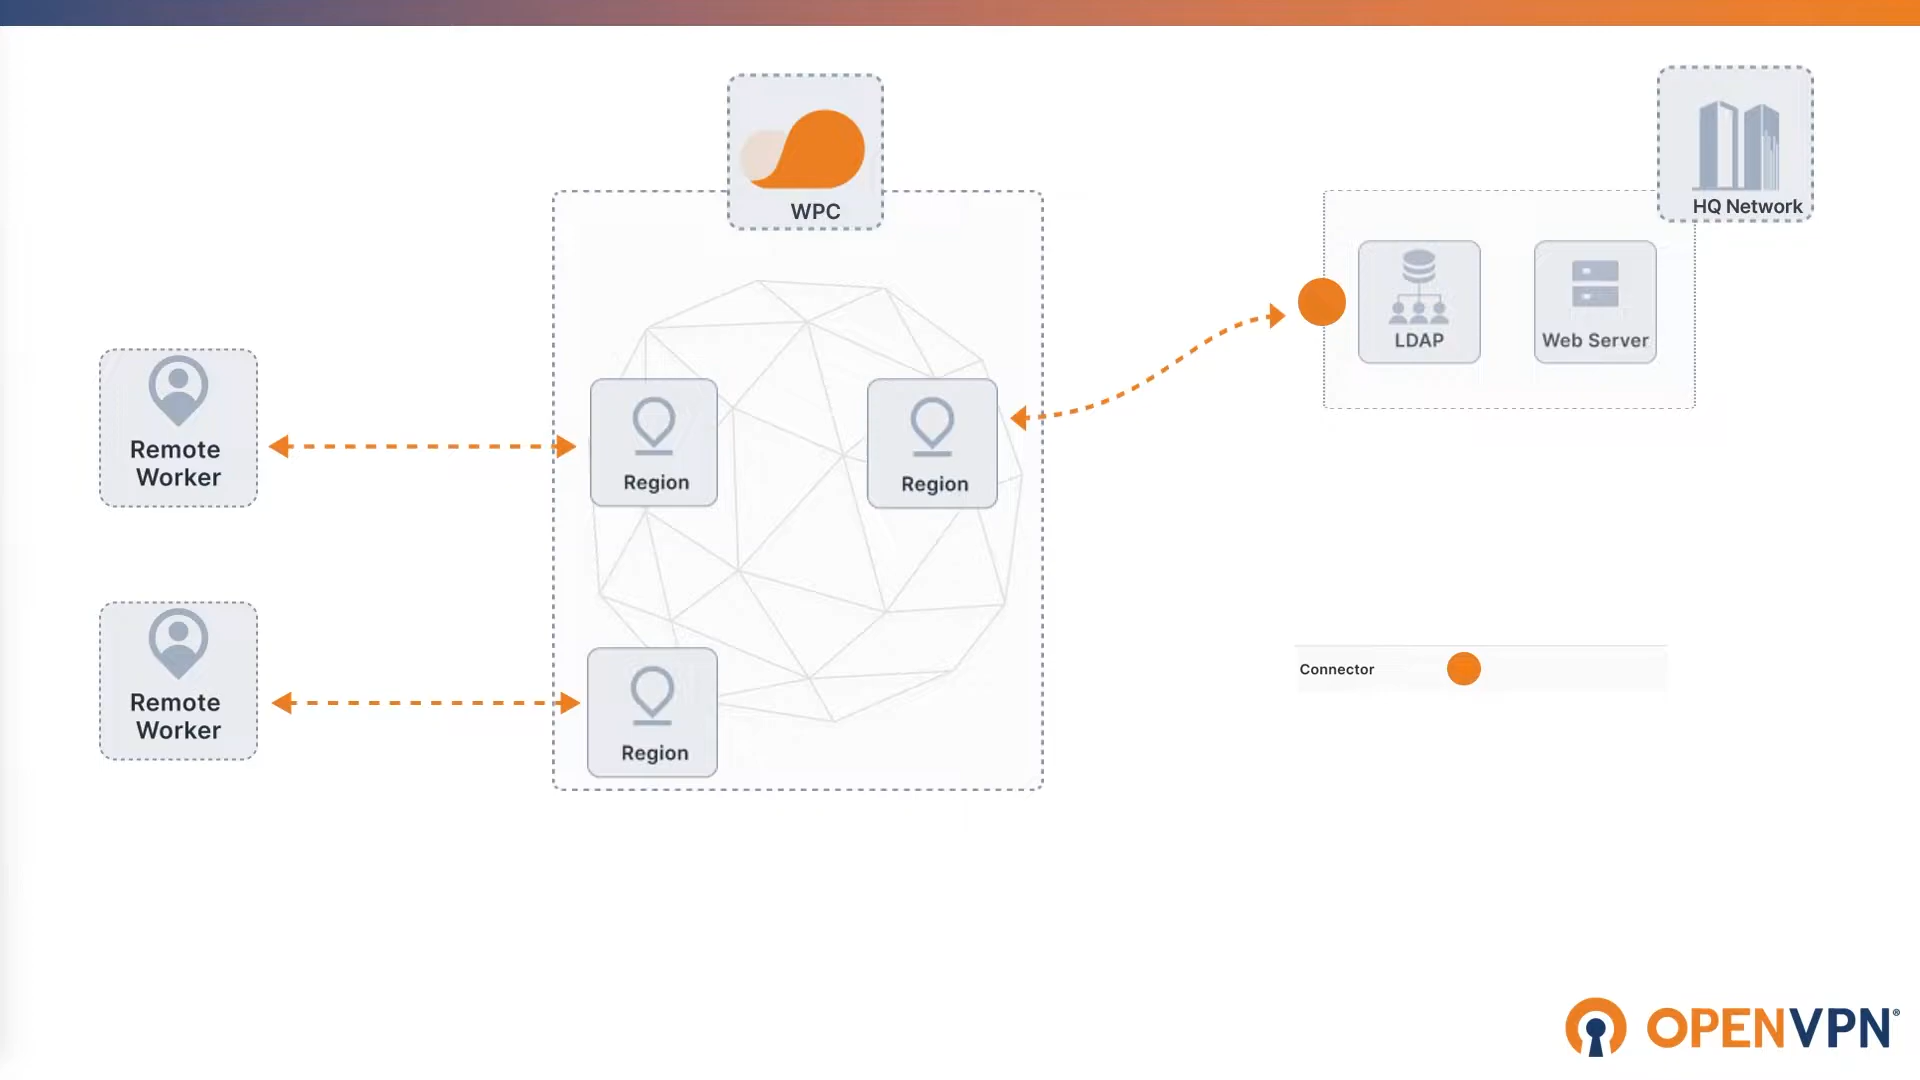 WPC
HQ Network
LDAP
Web Server
Remote
Worker
Region
Region
Remote
Worker
Region
Connector
OPENVPN®